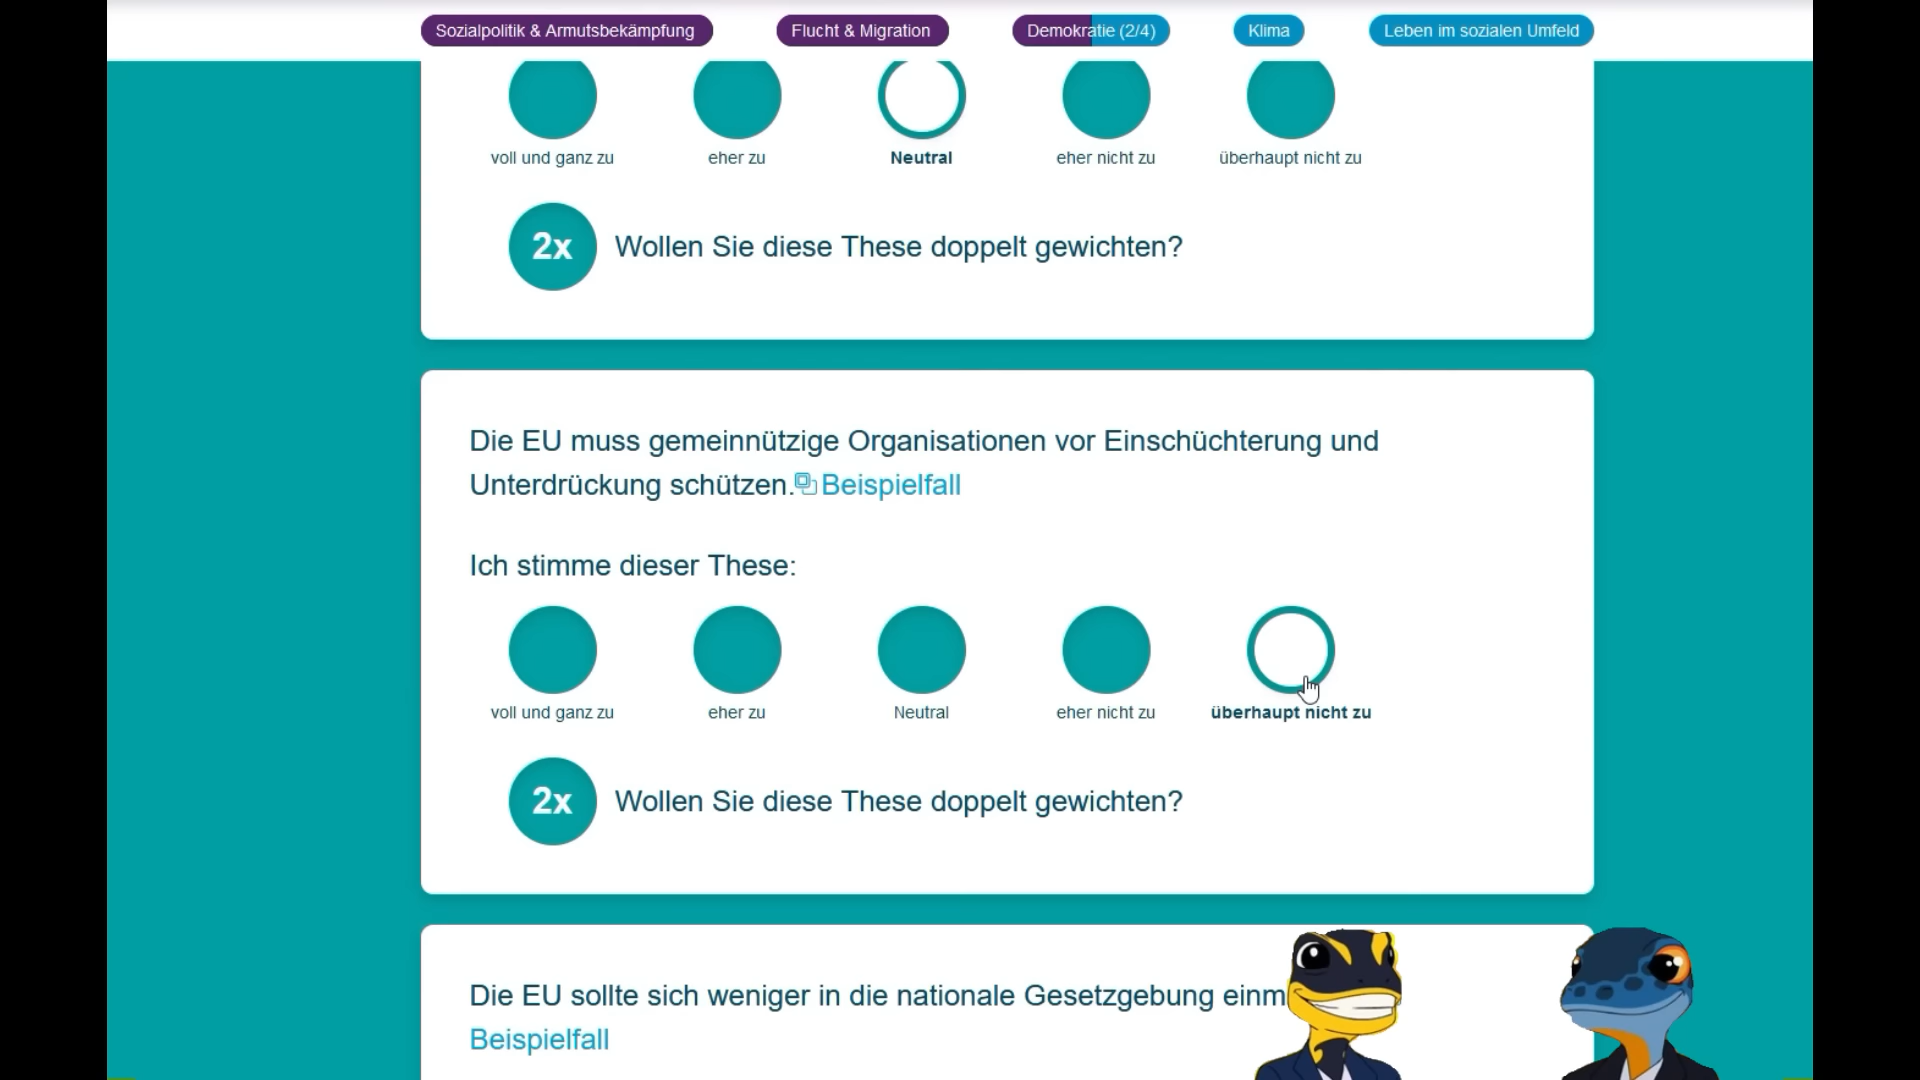 Sozialpolitik & Armutsbekämpfung
Flucht & Migration
Demokratie (2/4)
Klima
Leben im sozialen Umfeld
voll und ganz zu
eher zu
Neutral
eher nicht zu
überhaupt nicht zu
2x
Wollen Sie diese These doppelt gewichten?
Die EU muss gemeinnützige Organisationen vor Einschüchterung und
Unterdrückung schützen. Beispielfall
Ich stimme dieser These:
voll und ganz zu
eher zu
Neutral
eher nicht zu
überhaupt nicht zu
2x
Wollen Sie diese These doppelt gewichten?
Die EU sollte sich weniger in die nationale Gesetzgebung einm
Beispielfall